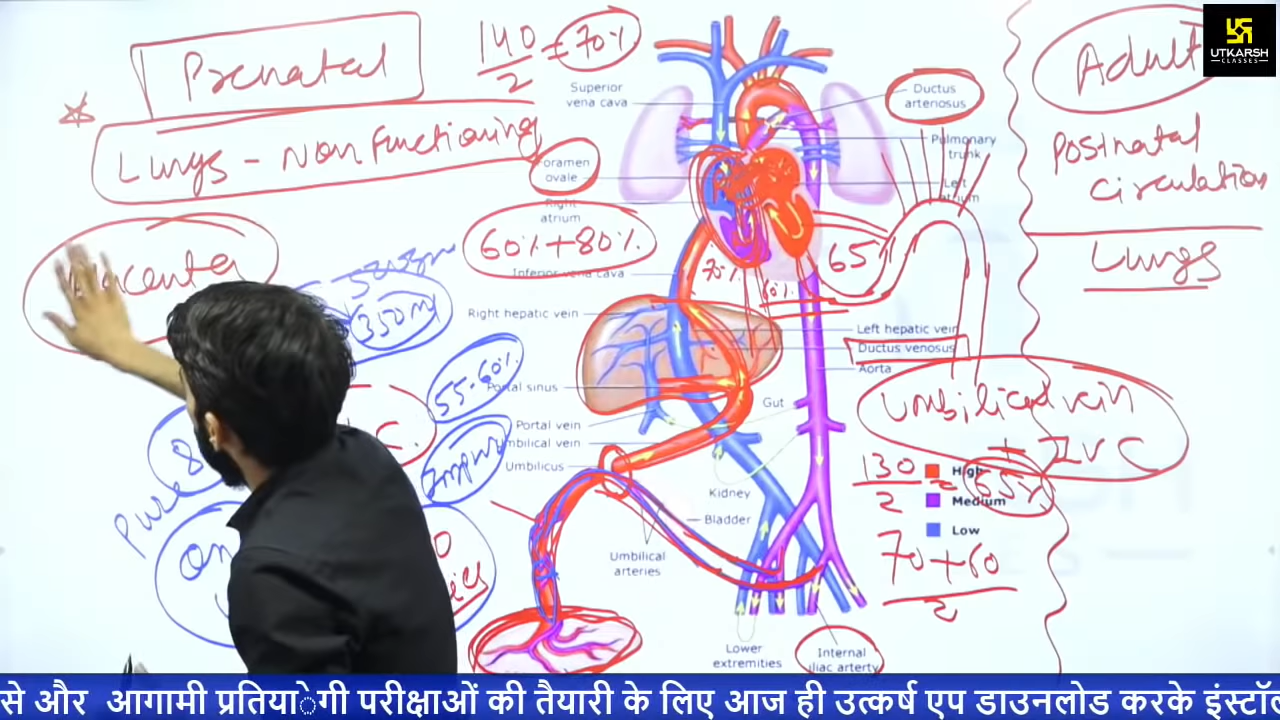 Prenatal
140/2 = 70%
Lungs - Non functioning
UTKARSH
CLASSES
Adult
Postnatal
circulation
Lungs
Superior
vena cava
Ductus
arteriosus
Pulmonary
trunk
oramen
ovale
Left
atrium
Right
atrium
60% + 80%
Inferior vena cava
70%
60%
65
350ml
Right hepatic vein
Left hepatic vein
Ductus venosus
Aorta
55-60%
Portal sinus
Gut
Portal vein
Umbilical vein
Umbilicus
Umbilical vein
+ IVC
130/2 = 65%
High
Medium
Low
70+60/2
Kidney
Bladder
Umbilical
arteries
Pure
Lower
extremities
Internal
iliac arterty
से और आगामी प्रतियोगी परीक्षाओं की तैयारी के लिए आज ही उत्कर्ष एप डाउनलोड करके इंस्टॉल